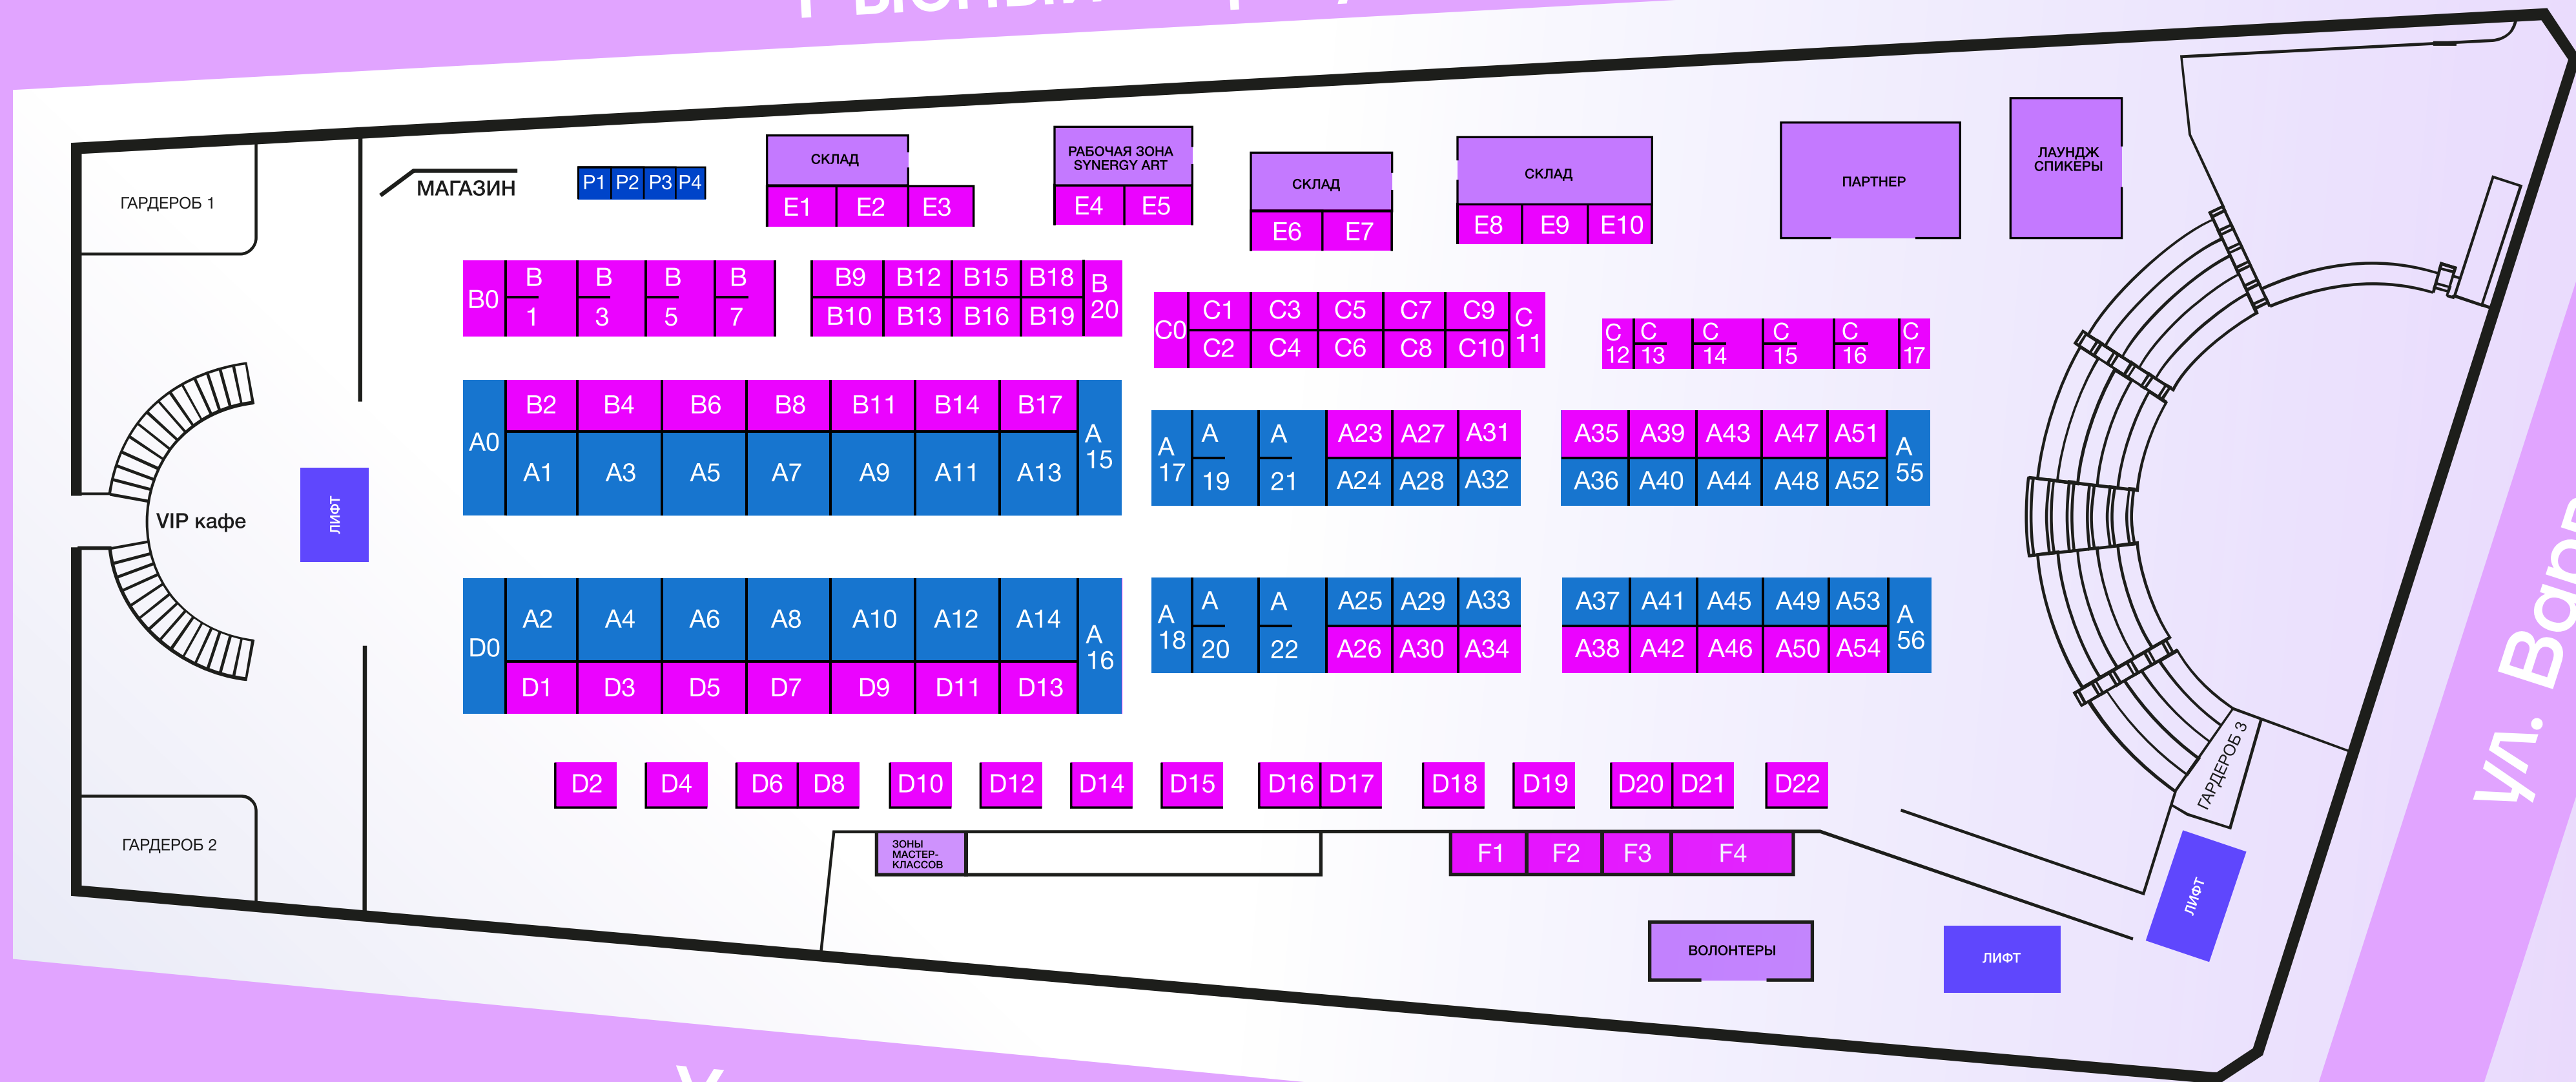 ГАРДЕРОБ 1
МАГАЗИН
P1 P2 P3 P4
СКЛАД
E1 E2 E3
РАБОЧАЯ ЗОНА
SYNERGY ART
E4 E5
СКЛАД
E6 E7
СКЛАД
E8 E9 E10
ПАРТНЕР
ЛАУНДЖ
СПИКЕРЫ
B0
B
1
B
3
B
5
B
7
B9 B12 B15 B18
B10 B13 B16 B19
B
20
C0
C1 C3 C5 C7 C9
C2 C4 C6 C8 C10
C
11
C
12
C
13
C
14
C
15
C
16
C
17
A0
B2 B4 B6 B8 B11 B14 B17
A1 A3 A5 A7 A9 A11 A13
A
15
A
17
A
19
A
21
A23 A27 A31
A24 A28 A32
A35 A39 A43 A47 A51
A36 A40 A44 A48 A52
A
55
VIP кафе
ЛИФТ
D0
A2 A4 A6 A8 A10 A12 A14
D1 D3 D5 D7 D9 D11 D13
A
16
A
18
A
20
A
22
A25 A29 A33
A26 A30 A34
A37 A41 A45 A49 A53
A38 A42 A46 A50 A54
A
56
D2 D4 D6 D8 D10 D12 D14 D15 D16 D17 D18 D19 D20 D21 D22
ГАРДЕРОБ 3
ГАРДЕРОБ 2
ЗОНЫ
МАСТЕР-
КЛАССОВ
F1 F2 F3 F4
ЛИФТ
ВОЛОНТЕРЫ
ЛИФТ
ул.